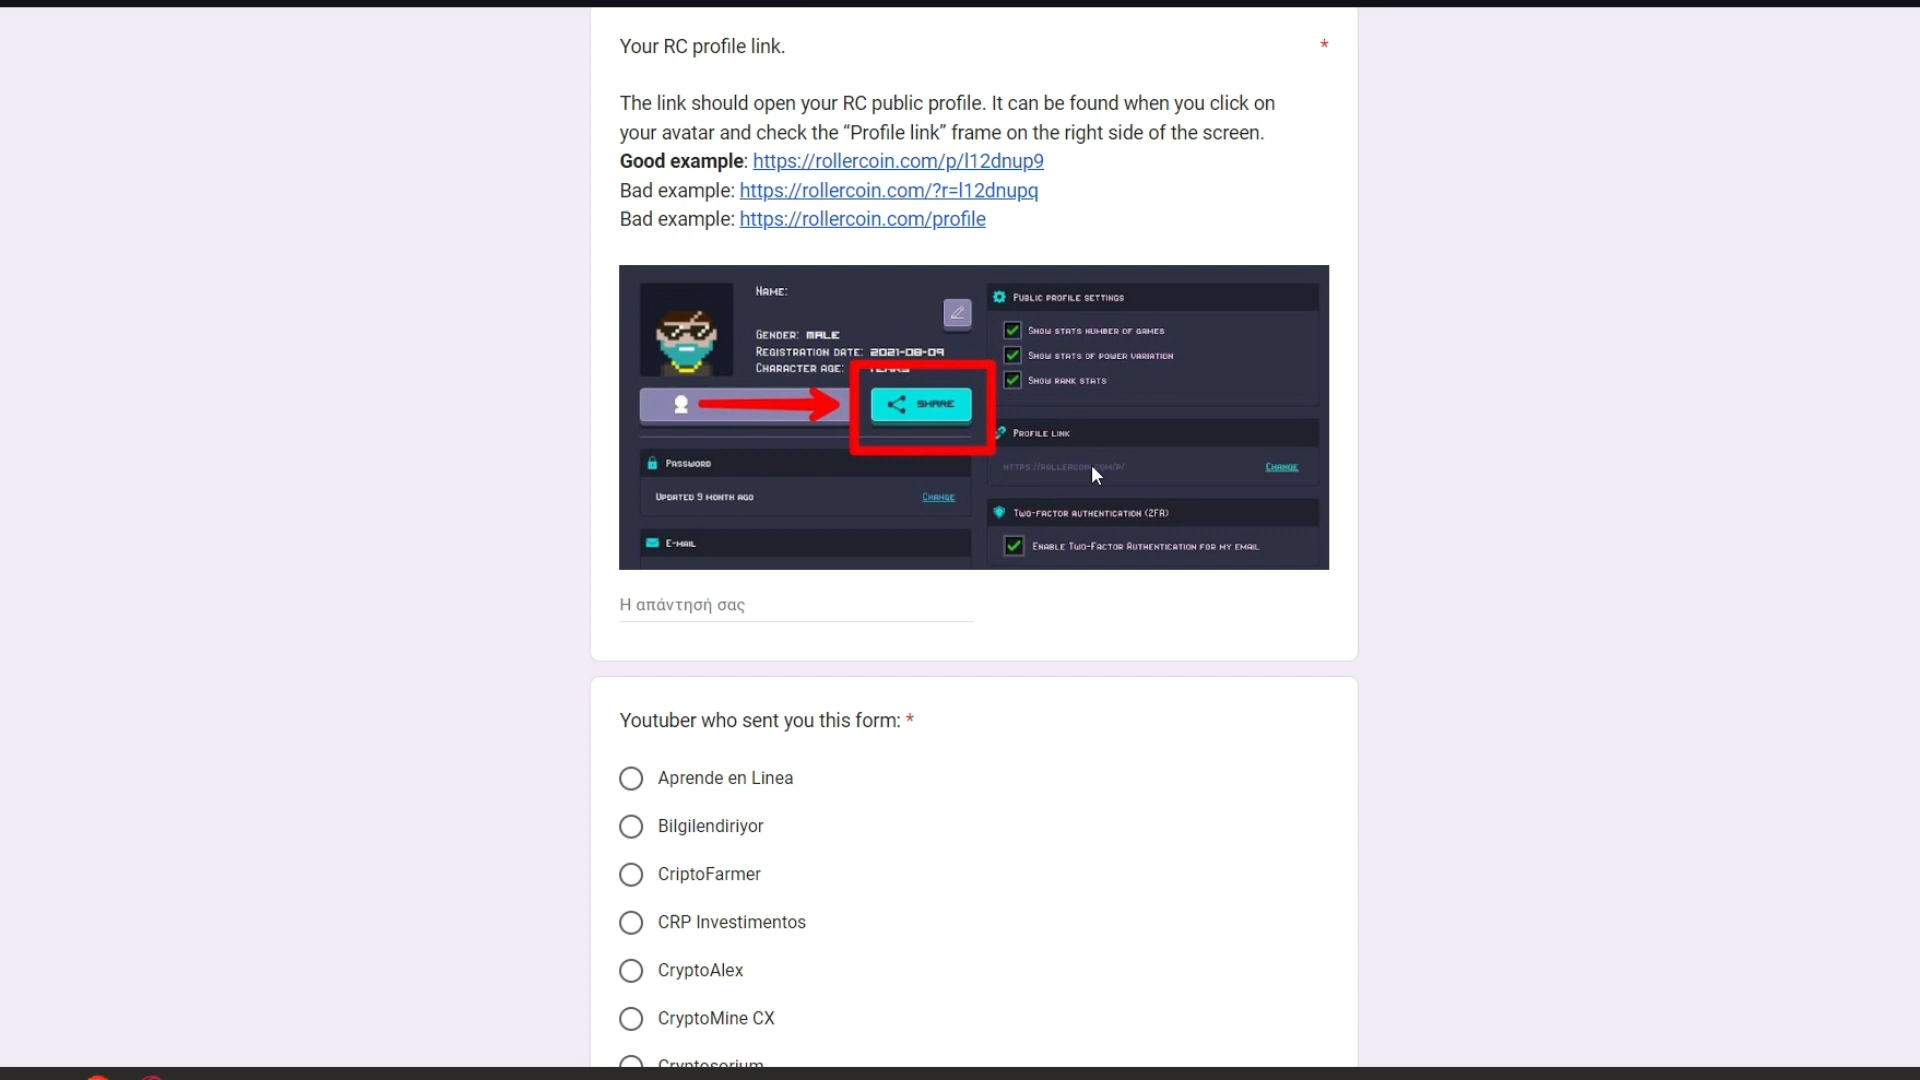 Your RC profile link. *
The link should open your RC public profile. It can be found when you click on
your avatar and check the “Profile link” frame on the right side of the screen.
Good example: https://rollercoin.com/p/l12dnup9
Bad example: https://rollercoin.com/?r=l12dnupq
Bad example: https://rollercoin.com/profile
Name:
Gender: Male
Registration date: 2021-08-09
Character age:
Share
Password
Updated 9 month ago
Change
E-mail
Public profile settings
Show stats number of games
Show stats of power variation
Show rank stats
Profile link
https://rollercoin.com/p/
Change
Two-factor authentication (2FA)
Enable Two-Factor Authentication for my email
Η απάντησή σας
Youtuber who sent you this form: *
Aprende en Linea
Bilgilendiriyor
CriptoFarmer
CRP Investimentos
CryptoAlex
CryptoMine CX